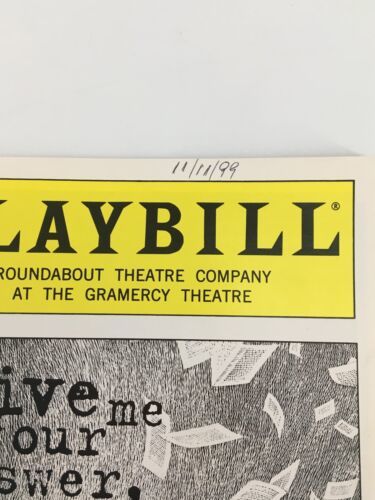 11/11/99
LAYBILL®
ROUNDABOUT THEATRE COMPANY
AT THE GRAMERCY THEATRE
ive me
our
swer,